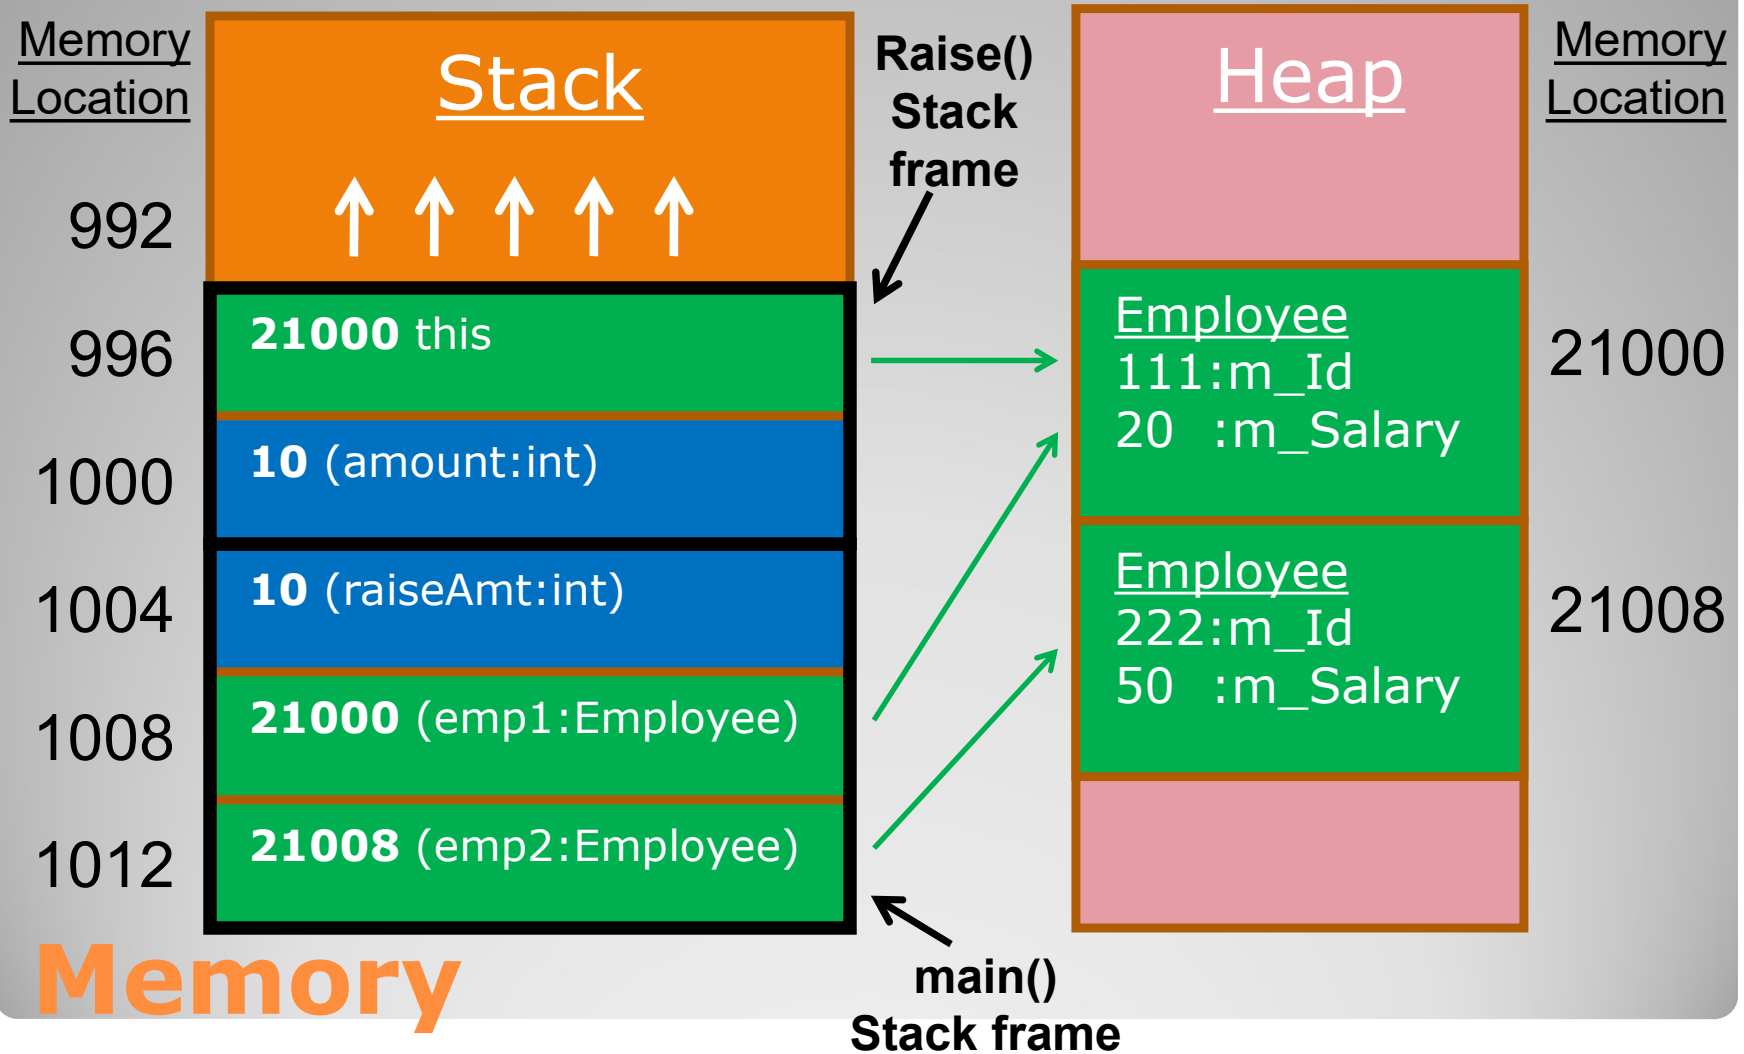 Memory
Location
Stack
Raise()
Stack
frame
Heap
Memory
Location
992
996
21000 this
Employee
111:m_Id
20 :m_Salary
21000
1000
10 (amount:int)
1004
10 (raiseAmt:int)
Employee
222:m_Id
50 :m_Salary
21008
1008
21000 (emp1:Employee)
1012
21008 (emp2:Employee)
Memory
main()
Stack frame